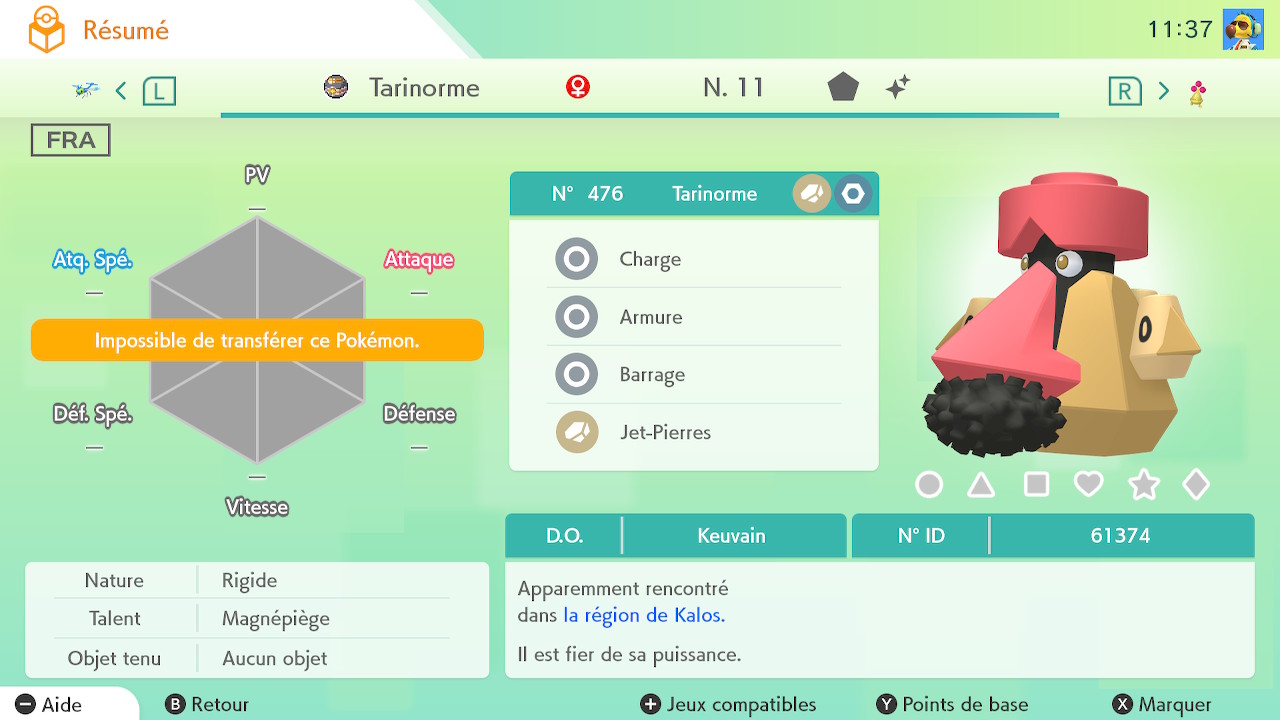 Résumé
11:37
L
Tarinorme
N. 11
R
FRA
PV
—
Atq. Spé.
—
Attaque
—
Impossible de transférer ce Pokémon.
Déf. Spé.
—
Défense
—
—
Vitesse
N° 476 Tarinorme
Charge
Armure
Barrage
Jet-Pierres
D.O. Keuvain
N° ID 61374
Nature Rigide
Talent Magnépiège
Objet tenu Aucun objet
Apparemment rencontré
dans la région de Kalos.
Il est fier de sa puissance.
Aide
B Retour
Jeux compatibles
Y Points de base
X Marquer